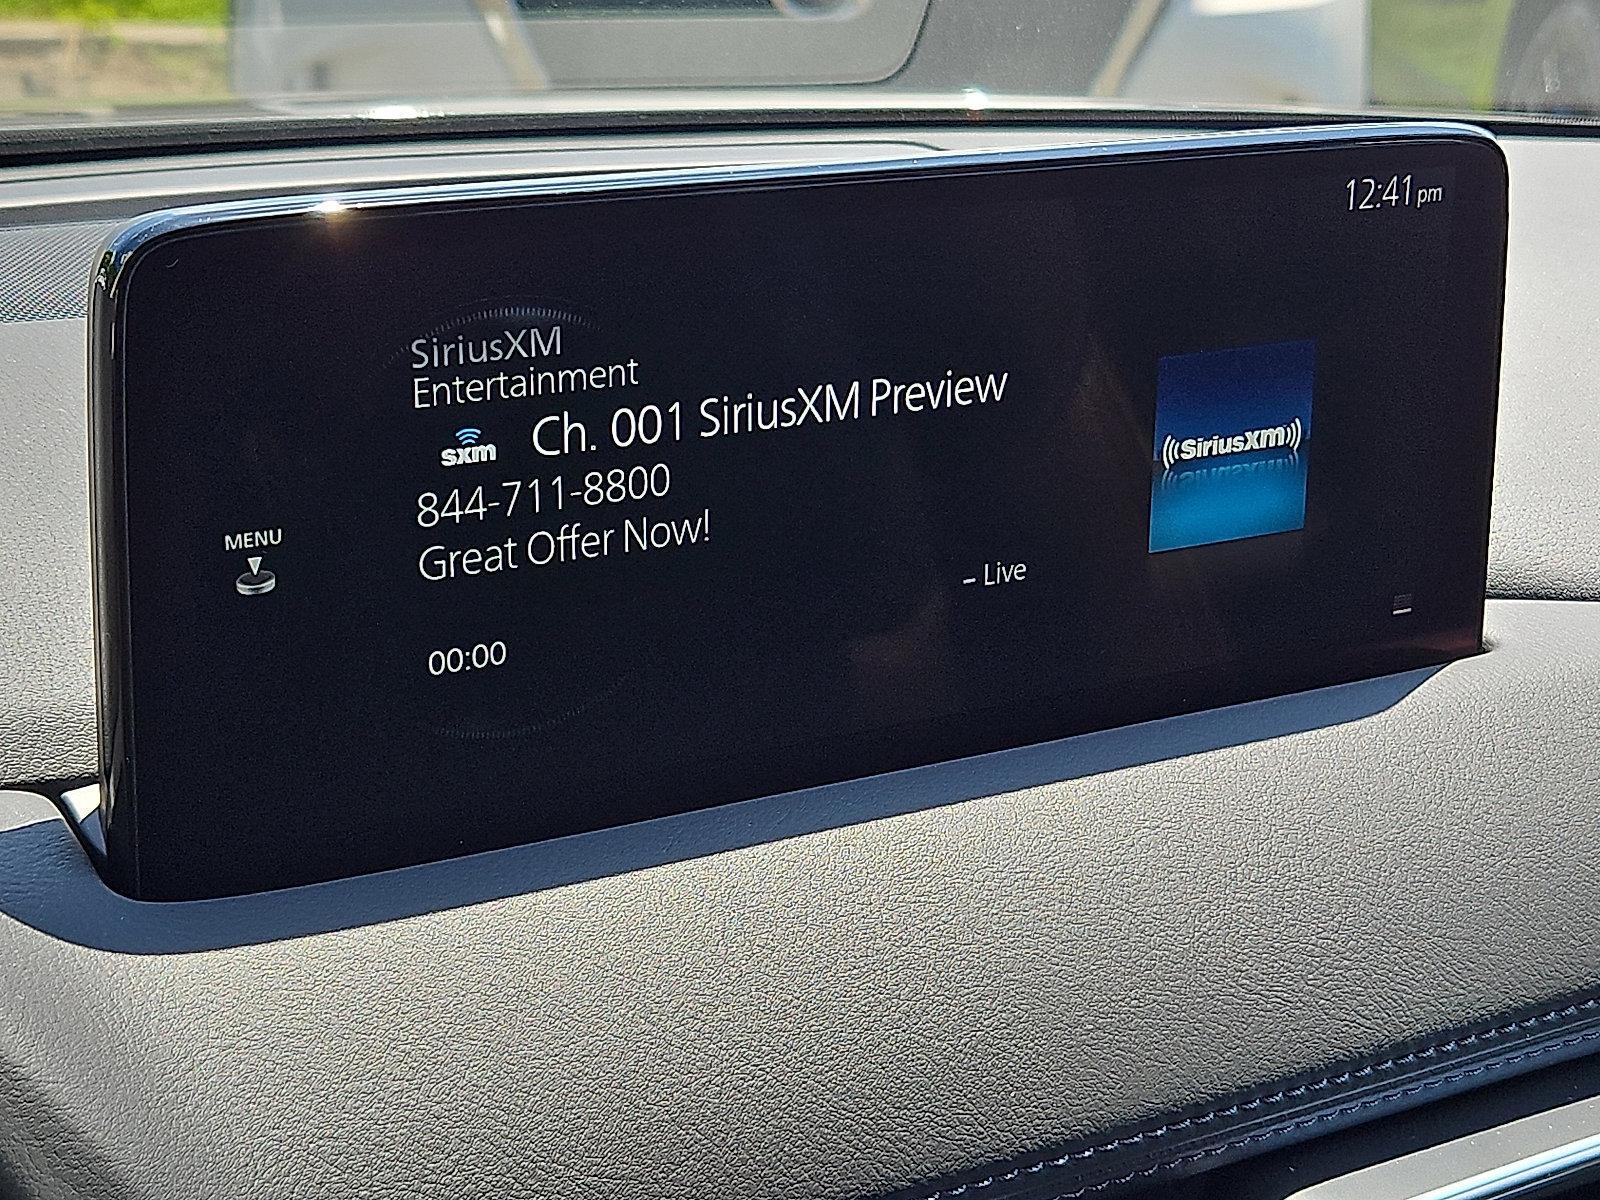 12:41 pm
SiriusXM
Entertainment
sxm Ch. 001 SiriusXM Preview
844-711-8800
Great Offer Now!
MENU
– Live
00:00
((SiriusXM))